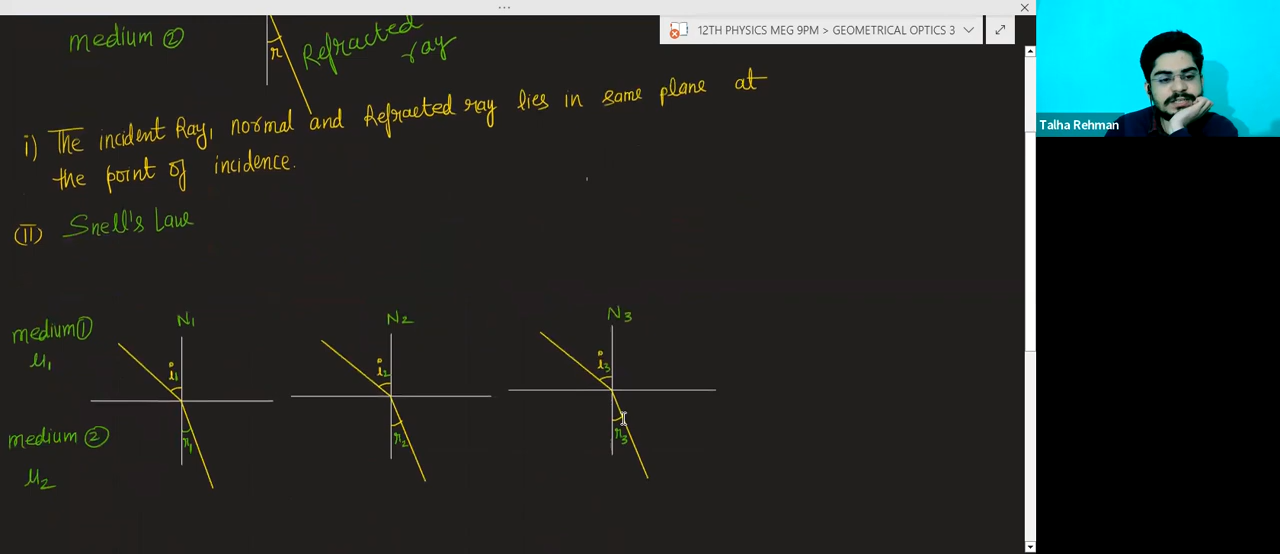 12TH PHYSICS MEG 9PM > GEOMETRICAL OPTICS 3
Talha Rehman
medium ②
r
Refracted
ray
i) The incident Ray, normal and Refracted ray lies in same plane at
the point of incidence.
(II) Snell's Law
medium ①
μ₁
N₁
N₂
N₃
i₁
i₂
i₃
medium ②
μ₂
r₁
r₂
r₃